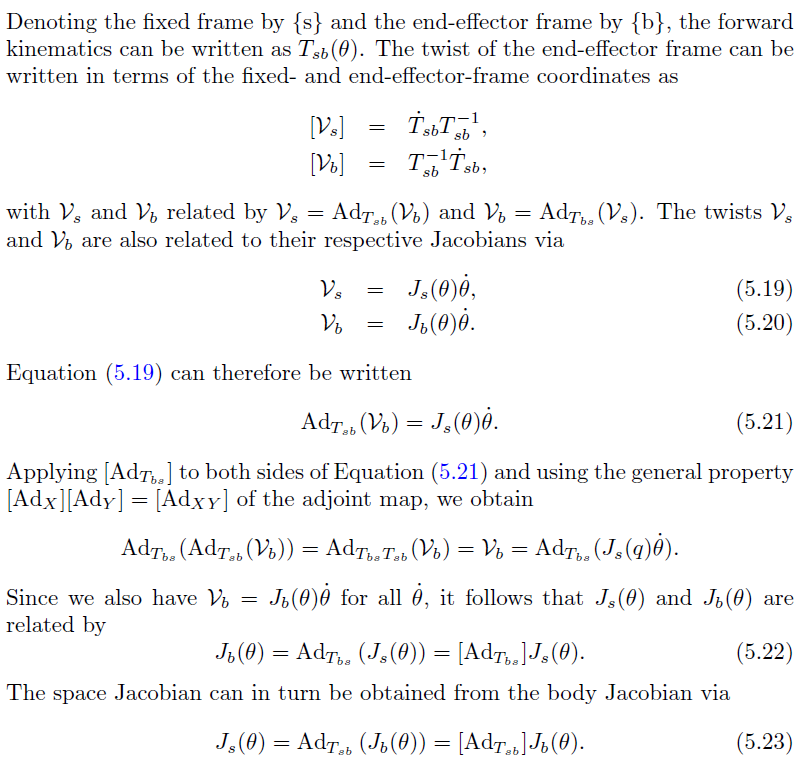 Denoting the fixed frame by {s} and the end-effector frame by {b}, the forward
kinematics can be written as $T_{sb}(\theta)$. The twist of the end-effector frame can be
written in terms of the fixed- and end-effector-frame coordinates as
$[\mathcal{V}_s] = \dot{T}_{sb}T_{sb}^{-1},$
$[\mathcal{V}_b] = T_{sb}^{-1}\dot{T}_{sb},$
with $\mathcal{V}_s$ and $\mathcal{V}_b$ related by $\mathcal{V}_s = \mathrm{Ad}_{T_{sb}}(\mathcal{V}_b)$ and $\mathcal{V}_b = \mathrm{Ad}_{T_{bs}}(\mathcal{V}_s)$. The twists $\mathcal{V}_s$
and $\mathcal{V}_b$ are also related to their respective Jacobians via
$\mathcal{V}_s = J_s(\theta)\dot{\theta},$ (5.19)
$\mathcal{V}_b = J_b(\theta)\dot{\theta}.$ (5.20)
Equation (5.19) can therefore be written
$\mathrm{Ad}_{T_{sb}}(\mathcal{V}_b) = J_s(\theta)\dot{\theta}.$ (5.21)
Applying $[\mathrm{Ad}_{T_{bs}}]$ to both sides of Equation (5.21) and using the general property
$[\mathrm{Ad}_X][\mathrm{Ad}_Y] = [\mathrm{Ad}_{XY}]$ of the adjoint map, we obtain
$\mathrm{Ad}_{T_{bs}}(\mathrm{Ad}_{T_{sb}}(\mathcal{V}_b)) = \mathrm{Ad}_{T_{bs}T_{sb}}(\mathcal{V}_b) = \mathcal{V}_b = \mathrm{Ad}_{T_{bs}}(J_s(q)\dot{\theta}).$
Since we also have $\mathcal{V}_b = J_b(\theta)\dot{\theta}$ for all $\dot{\theta}$, it follows that $J_s(\theta)$ and $J_b(\theta)$ are
related by
$J_b(\theta) = \mathrm{Ad}_{T_{bs}}(J_s(\theta)) = [\mathrm{Ad}_{T_{bs}}]J_s(\theta).$ (5.22)
The space Jacobian can in turn be obtained from the body Jacobian via
$J_s(\theta) = \mathrm{Ad}_{T_{sb}}(J_b(\theta)) = [\mathrm{Ad}_{T_{sb}}]J_b(\theta).$ (5.23)